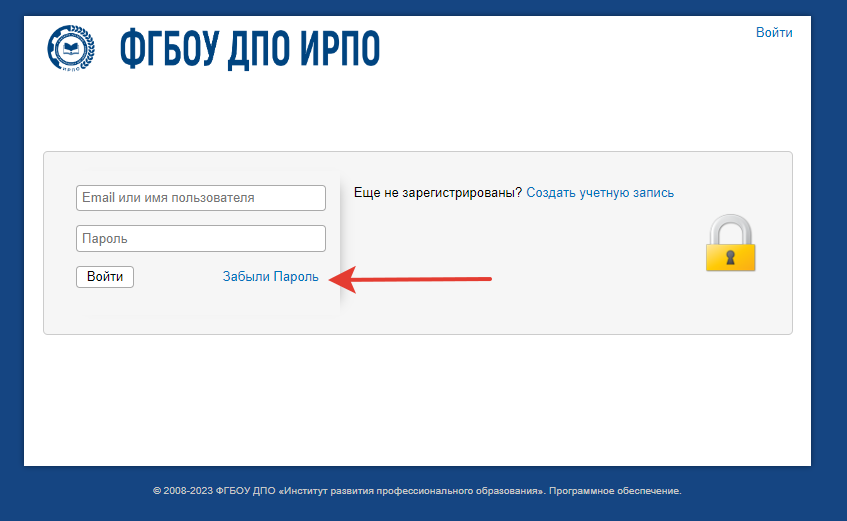 ИРПО
ФГБОУ ДПО ИРПО
Войти
Email или имя пользователя
Пароль
Войти
Забыли Пароль
Еще не зарегистрированы? Создать учетную запись
© 2008-2023 ФГБОУ ДПО «Институт развития профессионального образования». Программное обеспечение.